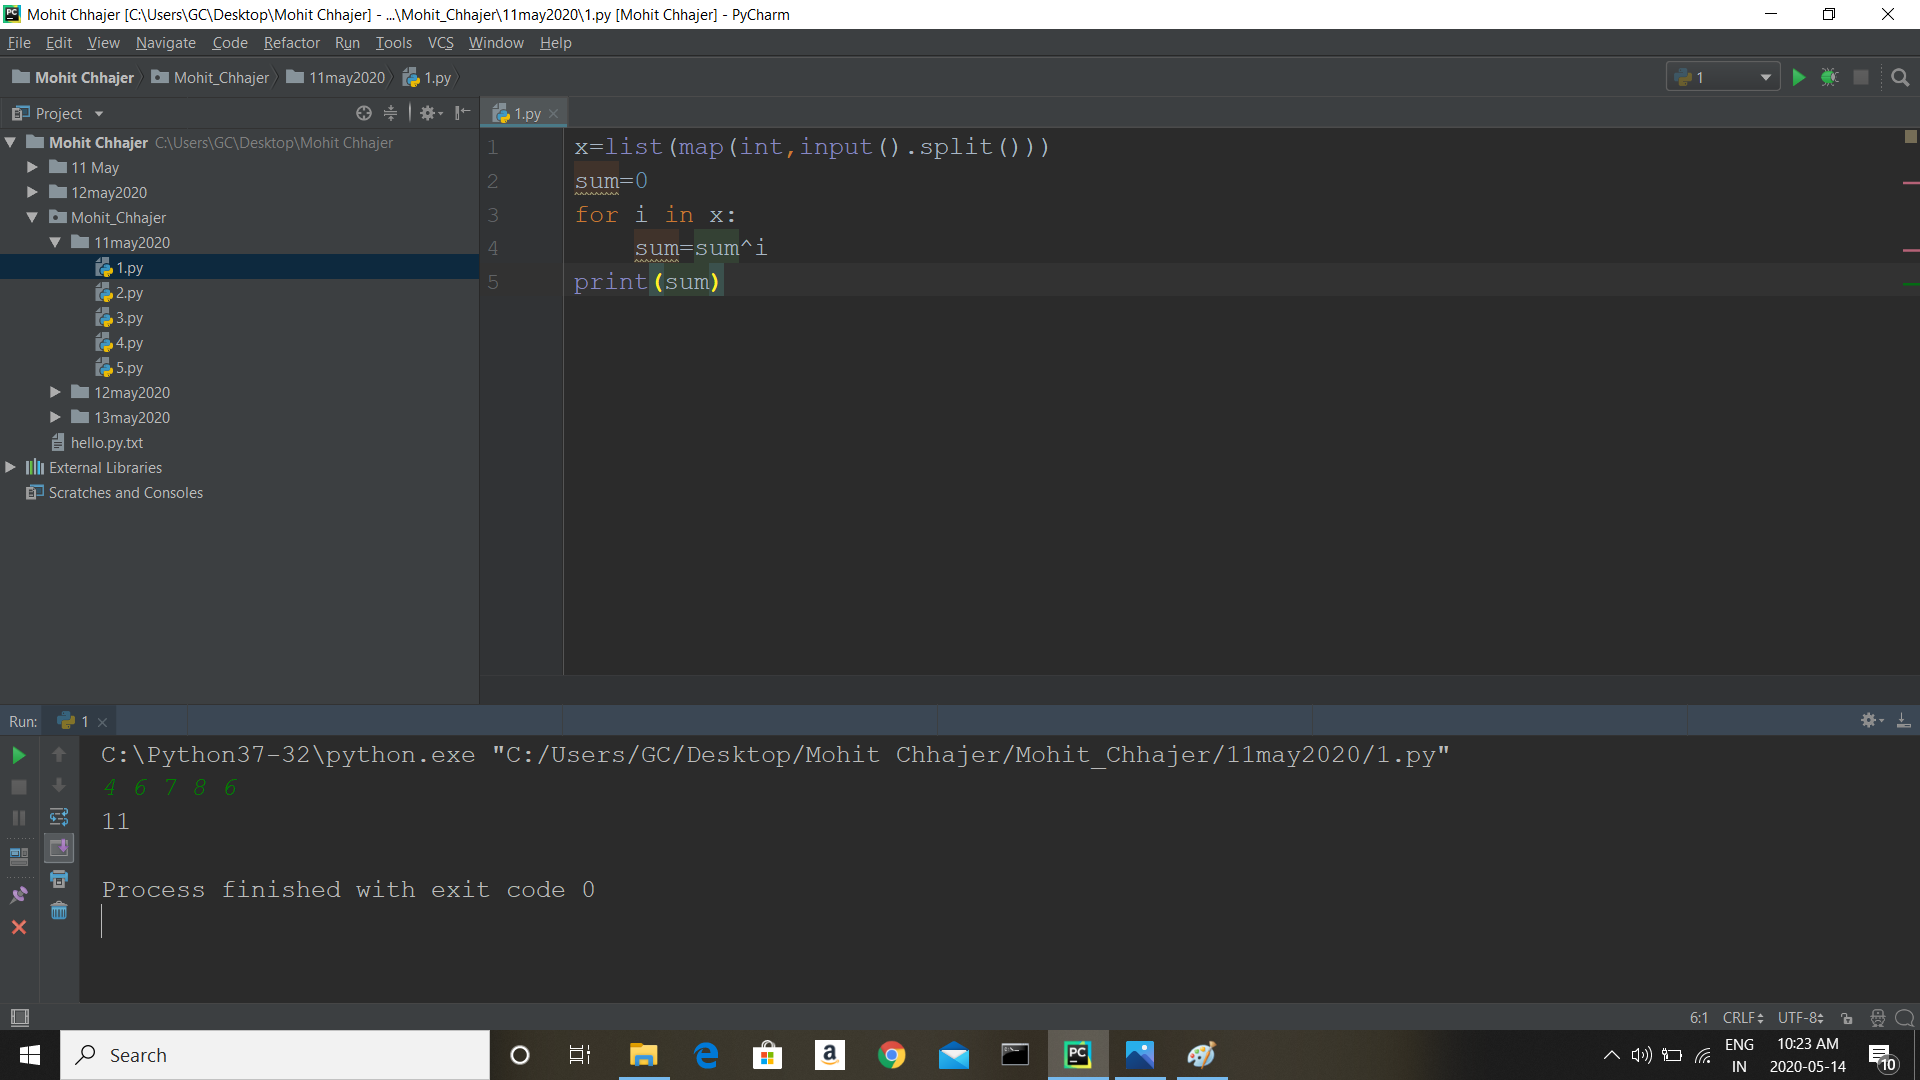 Mohit Chhajer [C:\Users\GC\Desktop\Mohit Chhajer] - ...\Mohit_Chhajer\11may2020\1.py [Mohit Chhajer] - PyCharm
File Edit View Navigate Code Refactor Run Tools VCS Window Help
Mohit Chhajer Mohit_Chhajer 11may2020 1.py
1
Project
1.py
Mohit Chhajer C:\Users\GC\Desktop\Mohit Chhajer
11 May
12may2020
Mohit_Chhajer
11may2020
1.py
2.py
3.py
4.py
5.py
12may2020
13may2020
hello.py.txt
External Libraries
Scratches and Consoles
1 x=list(map(int,input().split()))
2 sum=0
3 for i in x:
4     sum=sum^i
5 print(sum)
Run: 1
C:\Python37-32\python.exe "C:/Users/GC/Desktop/Mohit Chhajer/Mohit_Chhajer/11may2020/1.py"
4 6 7 8 6
11
Process finished with exit code 0
6:1 CRLF UTF-8
Search
PC
ENG
IN
10:23 AM
2020-05-14
10